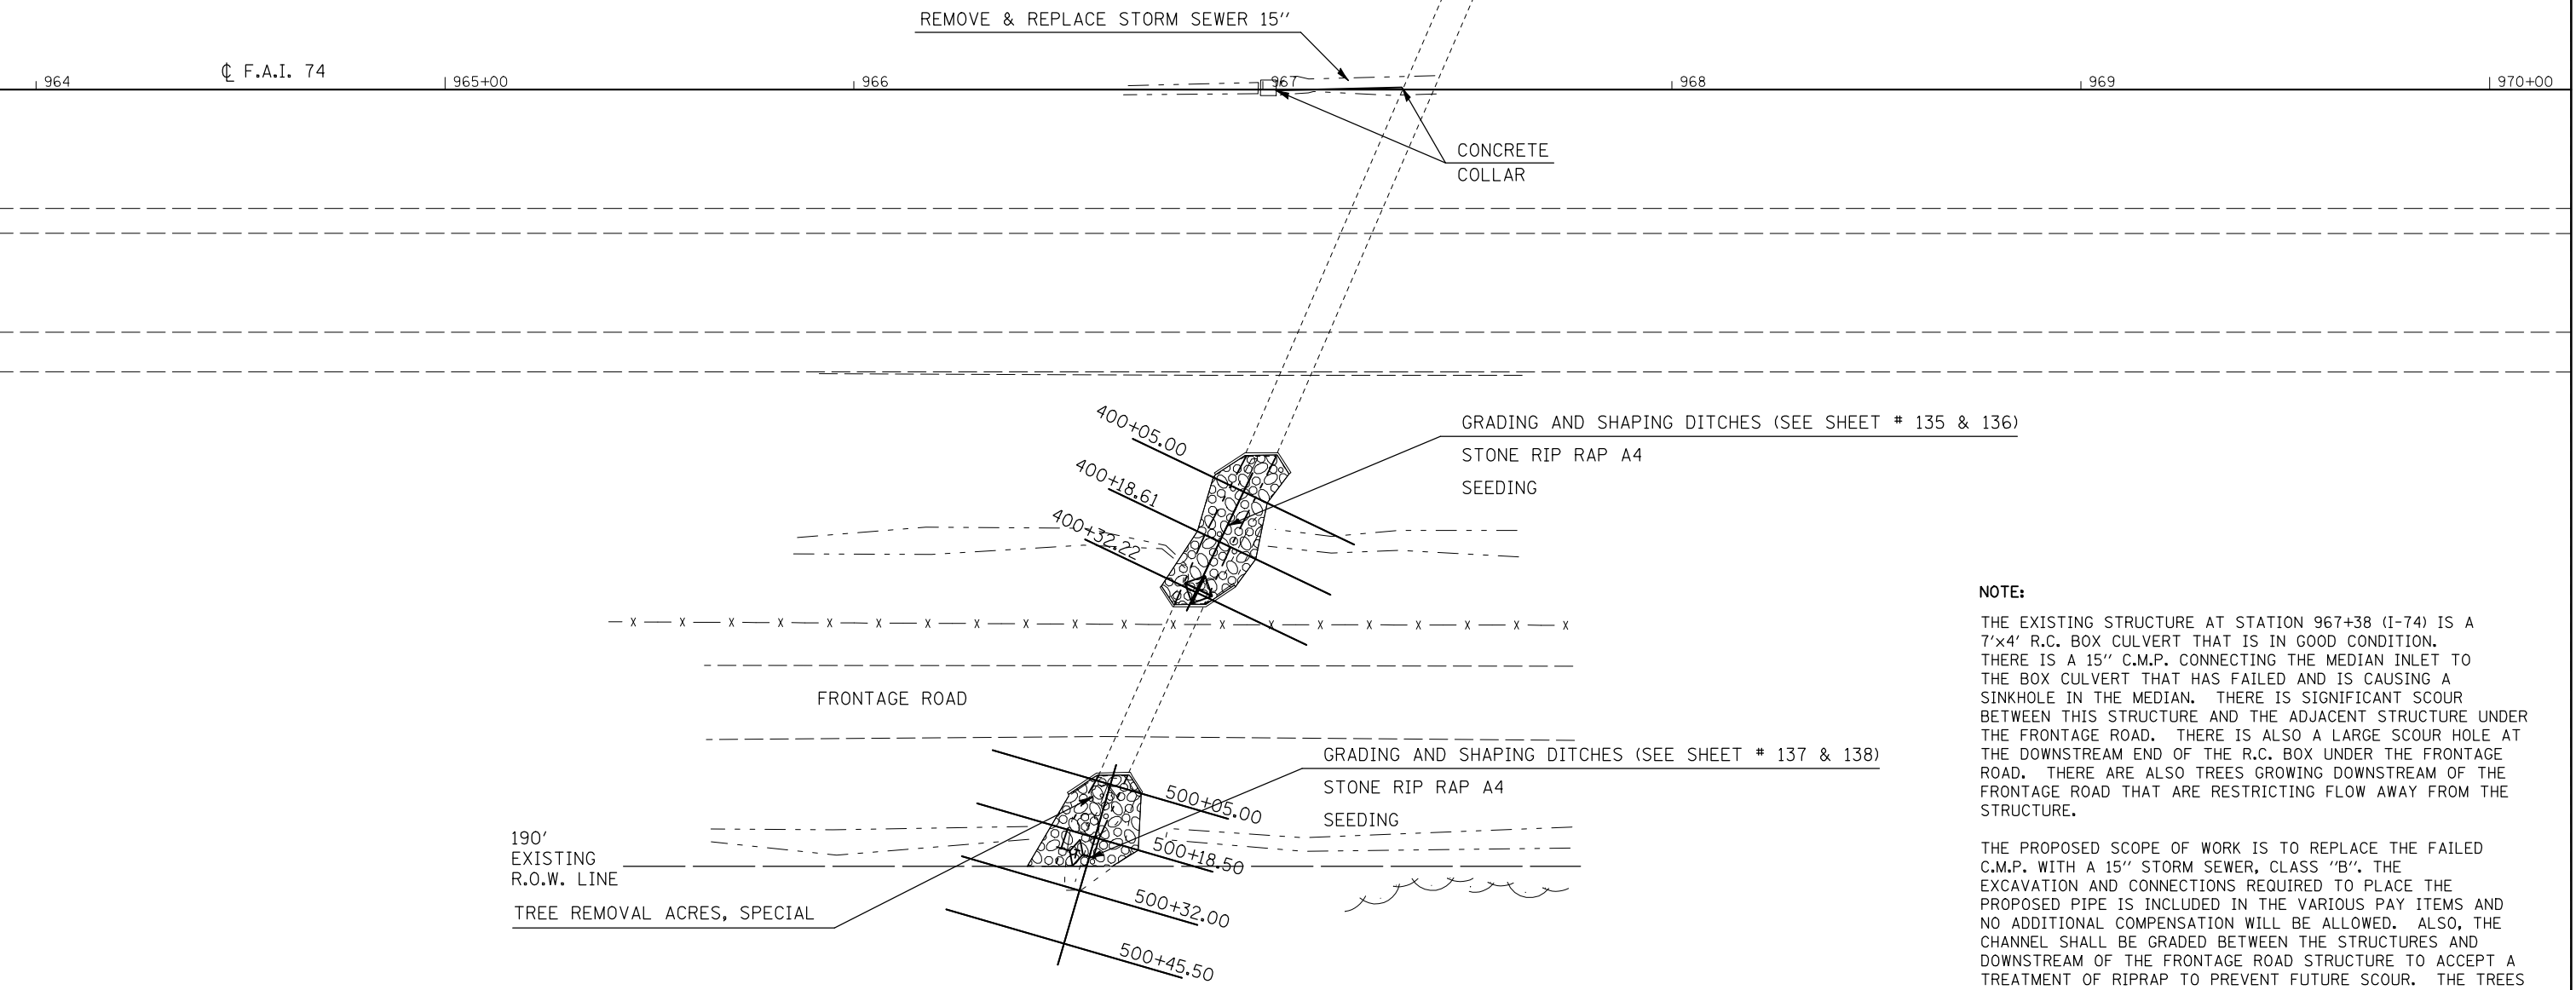 REMOVE & REPLACE STORM SEWER 15"
℄ F.A.I. 74
964
965+00
966
967
968
969
970+00
CONCRETE
COLLAR
400+05.00
400+18.61
400+32.22
GRADING AND SHAPING DITCHES (SEE SHEET # 135 & 136)
STONE RIP RAP A4
SEEDING
X X X X X X X X X X X X X X X X X X X X
FRONTAGE ROAD
GRADING AND SHAPING DITCHES (SEE SHEET # 137 & 138)
STONE RIP RAP A4
SEEDING
500+05.00
500+18.50
500+32.00
500+45.50
190'
EXISTING
R.O.W. LINE
TREE REMOVAL ACRES, SPECIAL
NOTE:
THE EXISTING STRUCTURE AT STATION 967+38 (I-74) IS A
7'x4' R.C. BOX CULVERT THAT IS IN GOOD CONDITION.
THERE IS A 15" C.M.P. CONNECTING THE MEDIAN INLET TO
THE BOX CULVERT THAT HAS FAILED AND IS CAUSING A
SINKHOLE IN THE MEDIAN. THERE IS SIGNIFICANT SCOUR
BETWEEN THIS STRUCTURE AND THE ADJACENT STRUCTURE UNDER
THE FRONTAGE ROAD. THERE IS ALSO A LARGE SCOUR HOLE AT
THE DOWNSTREAM END OF THE R.C. BOX UNDER THE FRONTAGE
ROAD. THERE ARE ALSO TREES GROWING DOWNSTREAM OF THE
FRONTAGE ROAD THAT ARE RESTRICTING FLOW AWAY FROM THE
STRUCTURE.
THE PROPOSED SCOPE OF WORK IS TO REPLACE THE FAILED
C.M.P. WITH A 15" STORM SEWER, CLASS "B". THE
EXCAVATION AND CONNECTIONS REQUIRED TO PLACE THE
PROPOSED PIPE IS INCLUDED IN THE VARIOUS PAY ITEMS AND
NO ADDITIONAL COMPENSATION WILL BE ALLOWED. ALSO, THE
CHANNEL SHALL BE GRADED BETWEEN THE STRUCTURES AND
DOWNSTREAM OF THE FRONTAGE ROAD STRUCTURE TO ACCEPT A
TREATMENT OF RIPRAP TO PREVENT FUTURE SCOUR. THE TREES